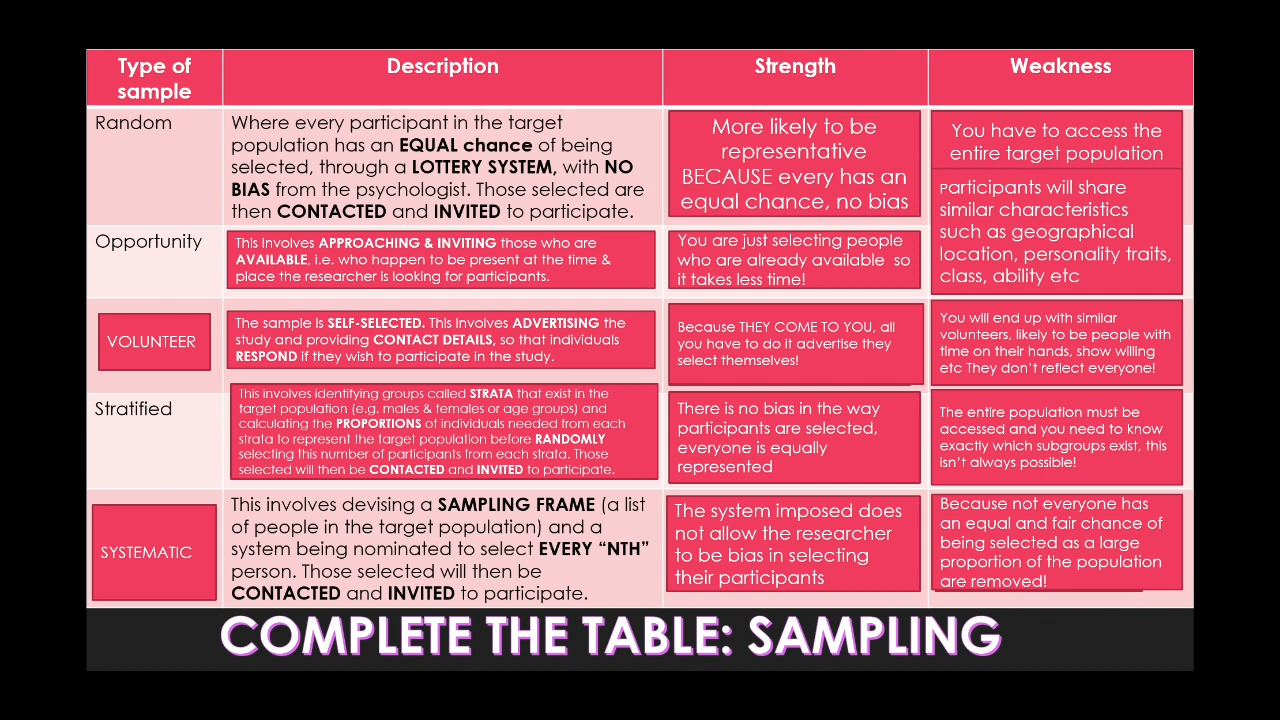 Type of
sample
Description
Strength
Weakness
Random
Where every participant in the target
population has an EQUAL chance of being
selected, through a LOTTERY SYSTEM, with NO
BIAS from the psychologist. Those selected are
then CONTACTED and INVITED to participate.
More likely to be
representative
BECAUSE every has an
equal chance, no bias
You have to access the
entire target population
Opportunity
This involves APPROACHING & INVITING those who are
AVAILABLE, i.e. who happen to be present at the time &
place the researcher is looking for participants.
You are just selecting people
who are already available so
it takes less time!
Participants will share
similar characteristics
such as geographical
location, personality traits,
class, ability etc
VOLUNTEER
The sample is SELF-SELECTED. This involves ADVERTISING the
study and providing CONTACT DETAILS, so that individuals
RESPOND if they wish to participate in the study.
Because THEY COME TO YOU, all
you have to do it advertise they
select themselves!
You will end up with similar
volunteers, likely to be people with
time on their hands, show willing
etc They don't reflect everyone!
Stratified
This involves identifying groups called STRATA that exist in the
target population (e.g. males & females or age groups) and
calculating the PROPORTIONS of individuals needed from each
strata to represent the target population before RANDOMLY
selecting this number of participants from each strata. Those
selected will then be CONTACTED and INVITED to participate.
There is no bias in the way
participants are selected,
everyone is equally
represented
The entire population must be
accessed and you need to know
exactly which subgroups exist, this
isn't always possible!
SYSTEMATIC
This involves devising a SAMPLING FRAME (a list
of people in the target population) and a
system being nominated to select EVERY “NTH”
person. Those selected will then be
CONTACTED and INVITED to participate.
The system imposed does
not allow the researcher
to be bias in selecting
their participants
Because not everyone has
an equal and fair chance of
being selected as a large
proportion of the population
are removed!
COMPLETE THE TABLE: SAMPLING